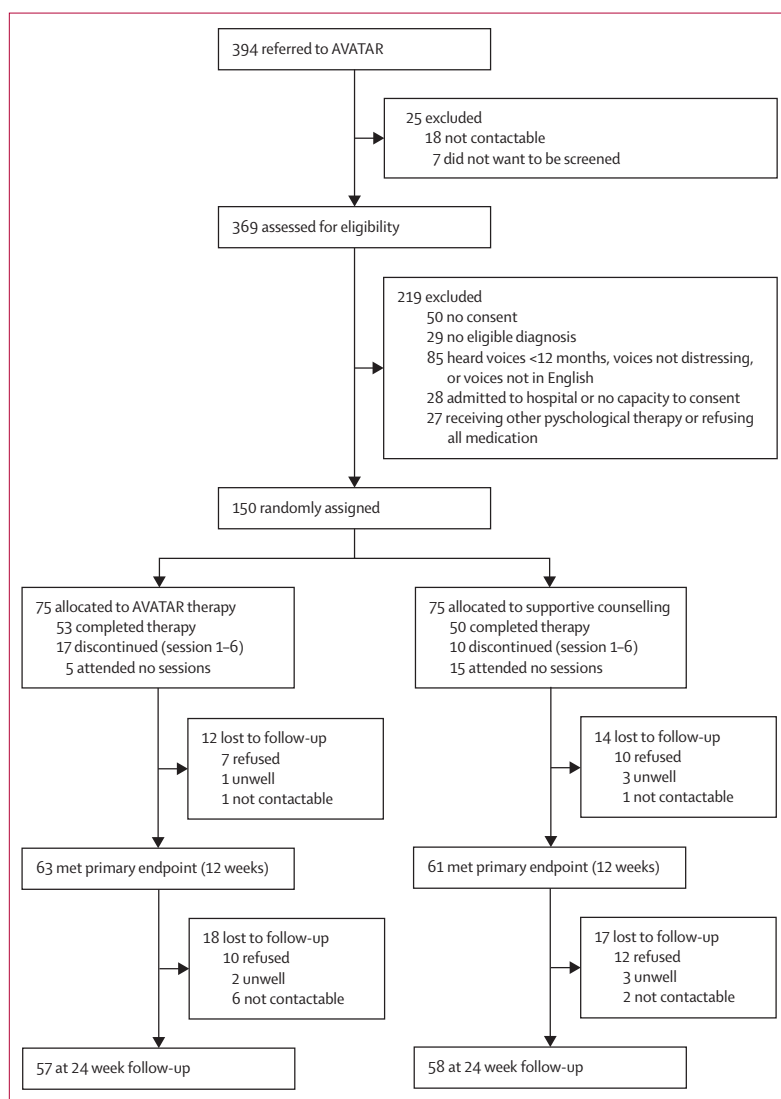 394 referred to AVATAR
25 excluded
18 not contactable
7 did not want to be screened
369 assessed for eligibility
219 excluded
50 no consent
29 no eligible diagnosis
85 heard voices <12 months, voices not distressing,
or voices not in English
28 admitted to hospital or no capacity to consent
27 receiving other pyschological therapy or refusing
all medication
150 randomly assigned
75 allocated to AVATAR therapy
53 completed therapy
17 discontinued (session 1–6)
5 attended no sessions
75 allocated to supportive counselling
50 completed therapy
10 discontinued (session 1–6)
15 attended no sessions
12 lost to follow-up
7 refused
1 unwell
1 not contactable
14 lost to follow-up
10 refused
3 unwell
1 not contactable
63 met primary endpoint (12 weeks)
61 met primary endpoint (12 weeks)
18 lost to follow-up
10 refused
2 unwell
6 not contactable
17 lost to follow-up
12 refused
3 unwell
2 not contactable
57 at 24 week follow-up
58 at 24 week follow-up